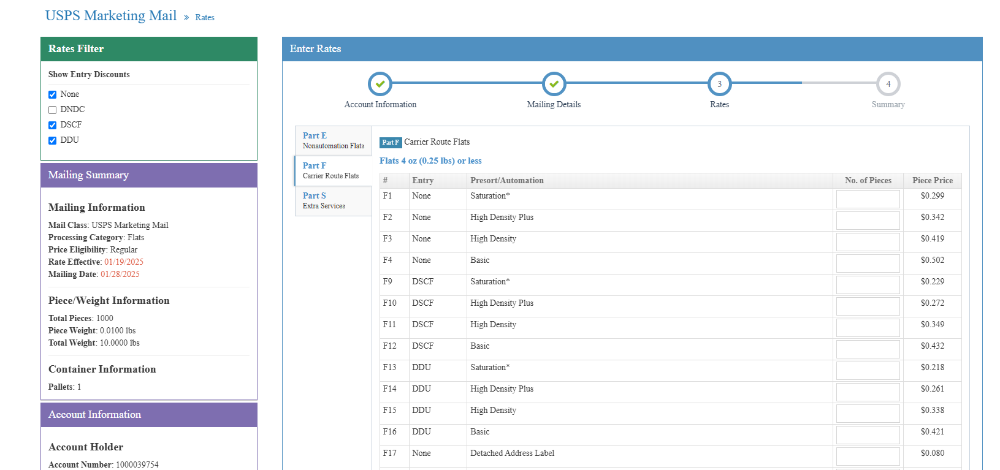 USPS Marketing Mail » Rates
Rates Filter
Show Entry Discounts
None
DNDC
DSCF
DDU
Mailing Summary
Mailing Information
Mail Class: USPS Marketing Mail
Processing Category: Flats
Price Eligibility: Regular
Rate Effective: 01/19/2025
Mailing Date: 01/28/2025
Piece/Weight Information
Total Pieces: 1000
Piece Weight: 0.0100 lbs
Total Weight: 10.0000 lbs
Container Information
Pallets: 1
Account Information
Account Holder
Account Number: 1000039754
Enter Rates
3 4
Account Information Mailing Details Rates Summary
Part E
Nonautomation Flats
Part F
Carrier Route Flats
Part S
Extra Services
Part F Carrier Route Flats
Flats 4 oz (0.25 lbs) or less
# Entry Presort/Automation No. of Pieces Piece Price
F1 None Saturation* $0.299
F2 None High Density Plus $0.342
F3 None High Density $0.419
F4 None Basic $0.502
F9 DSCF Saturation* $0.229
F10 DSCF High Density Plus $0.272
F11 DSCF High Density $0.349
F12 DSCF Basic $0.432
F13 DDU Saturation* $0.218
F14 DDU High Density Plus $0.261
F15 DDU High Density $0.338
F16 DDU Basic $0.421
F17 None Detached Address Label $0.080